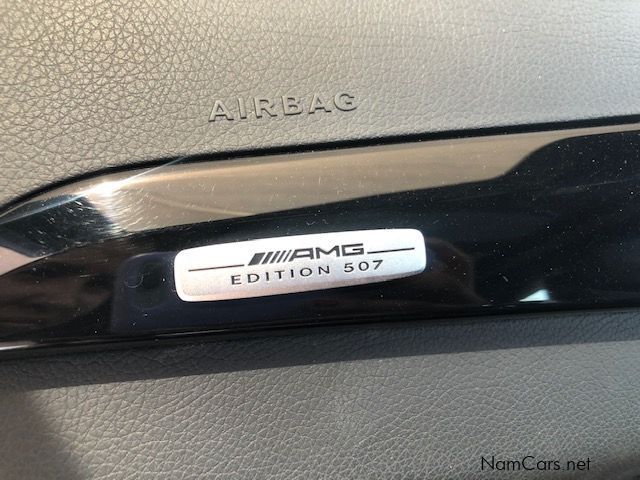 AIRBAG
AMG
EDITION 507
NamCars.net